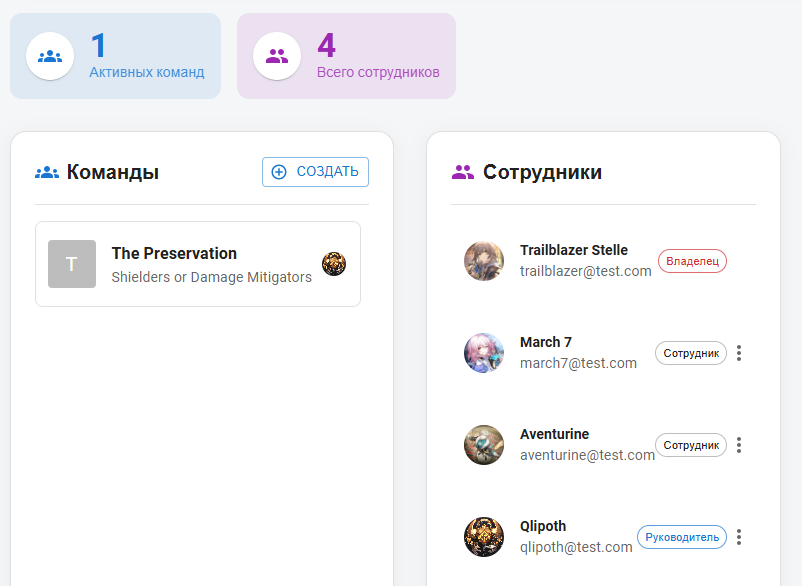 1
Активных команд
4
Всего сотрудников
Команды
СОЗДАТЬ
T
The Preservation
Shielders or Damage Mitigators
Сотрудники
Trailblazer Stelle
trailblazer@test.com
Владелец
March 7
march7@test.com
Сотрудник
Aventurine
aventurine@test.com
Сотрудник
Qlipoth
qlipoth@test.com
Руководитель